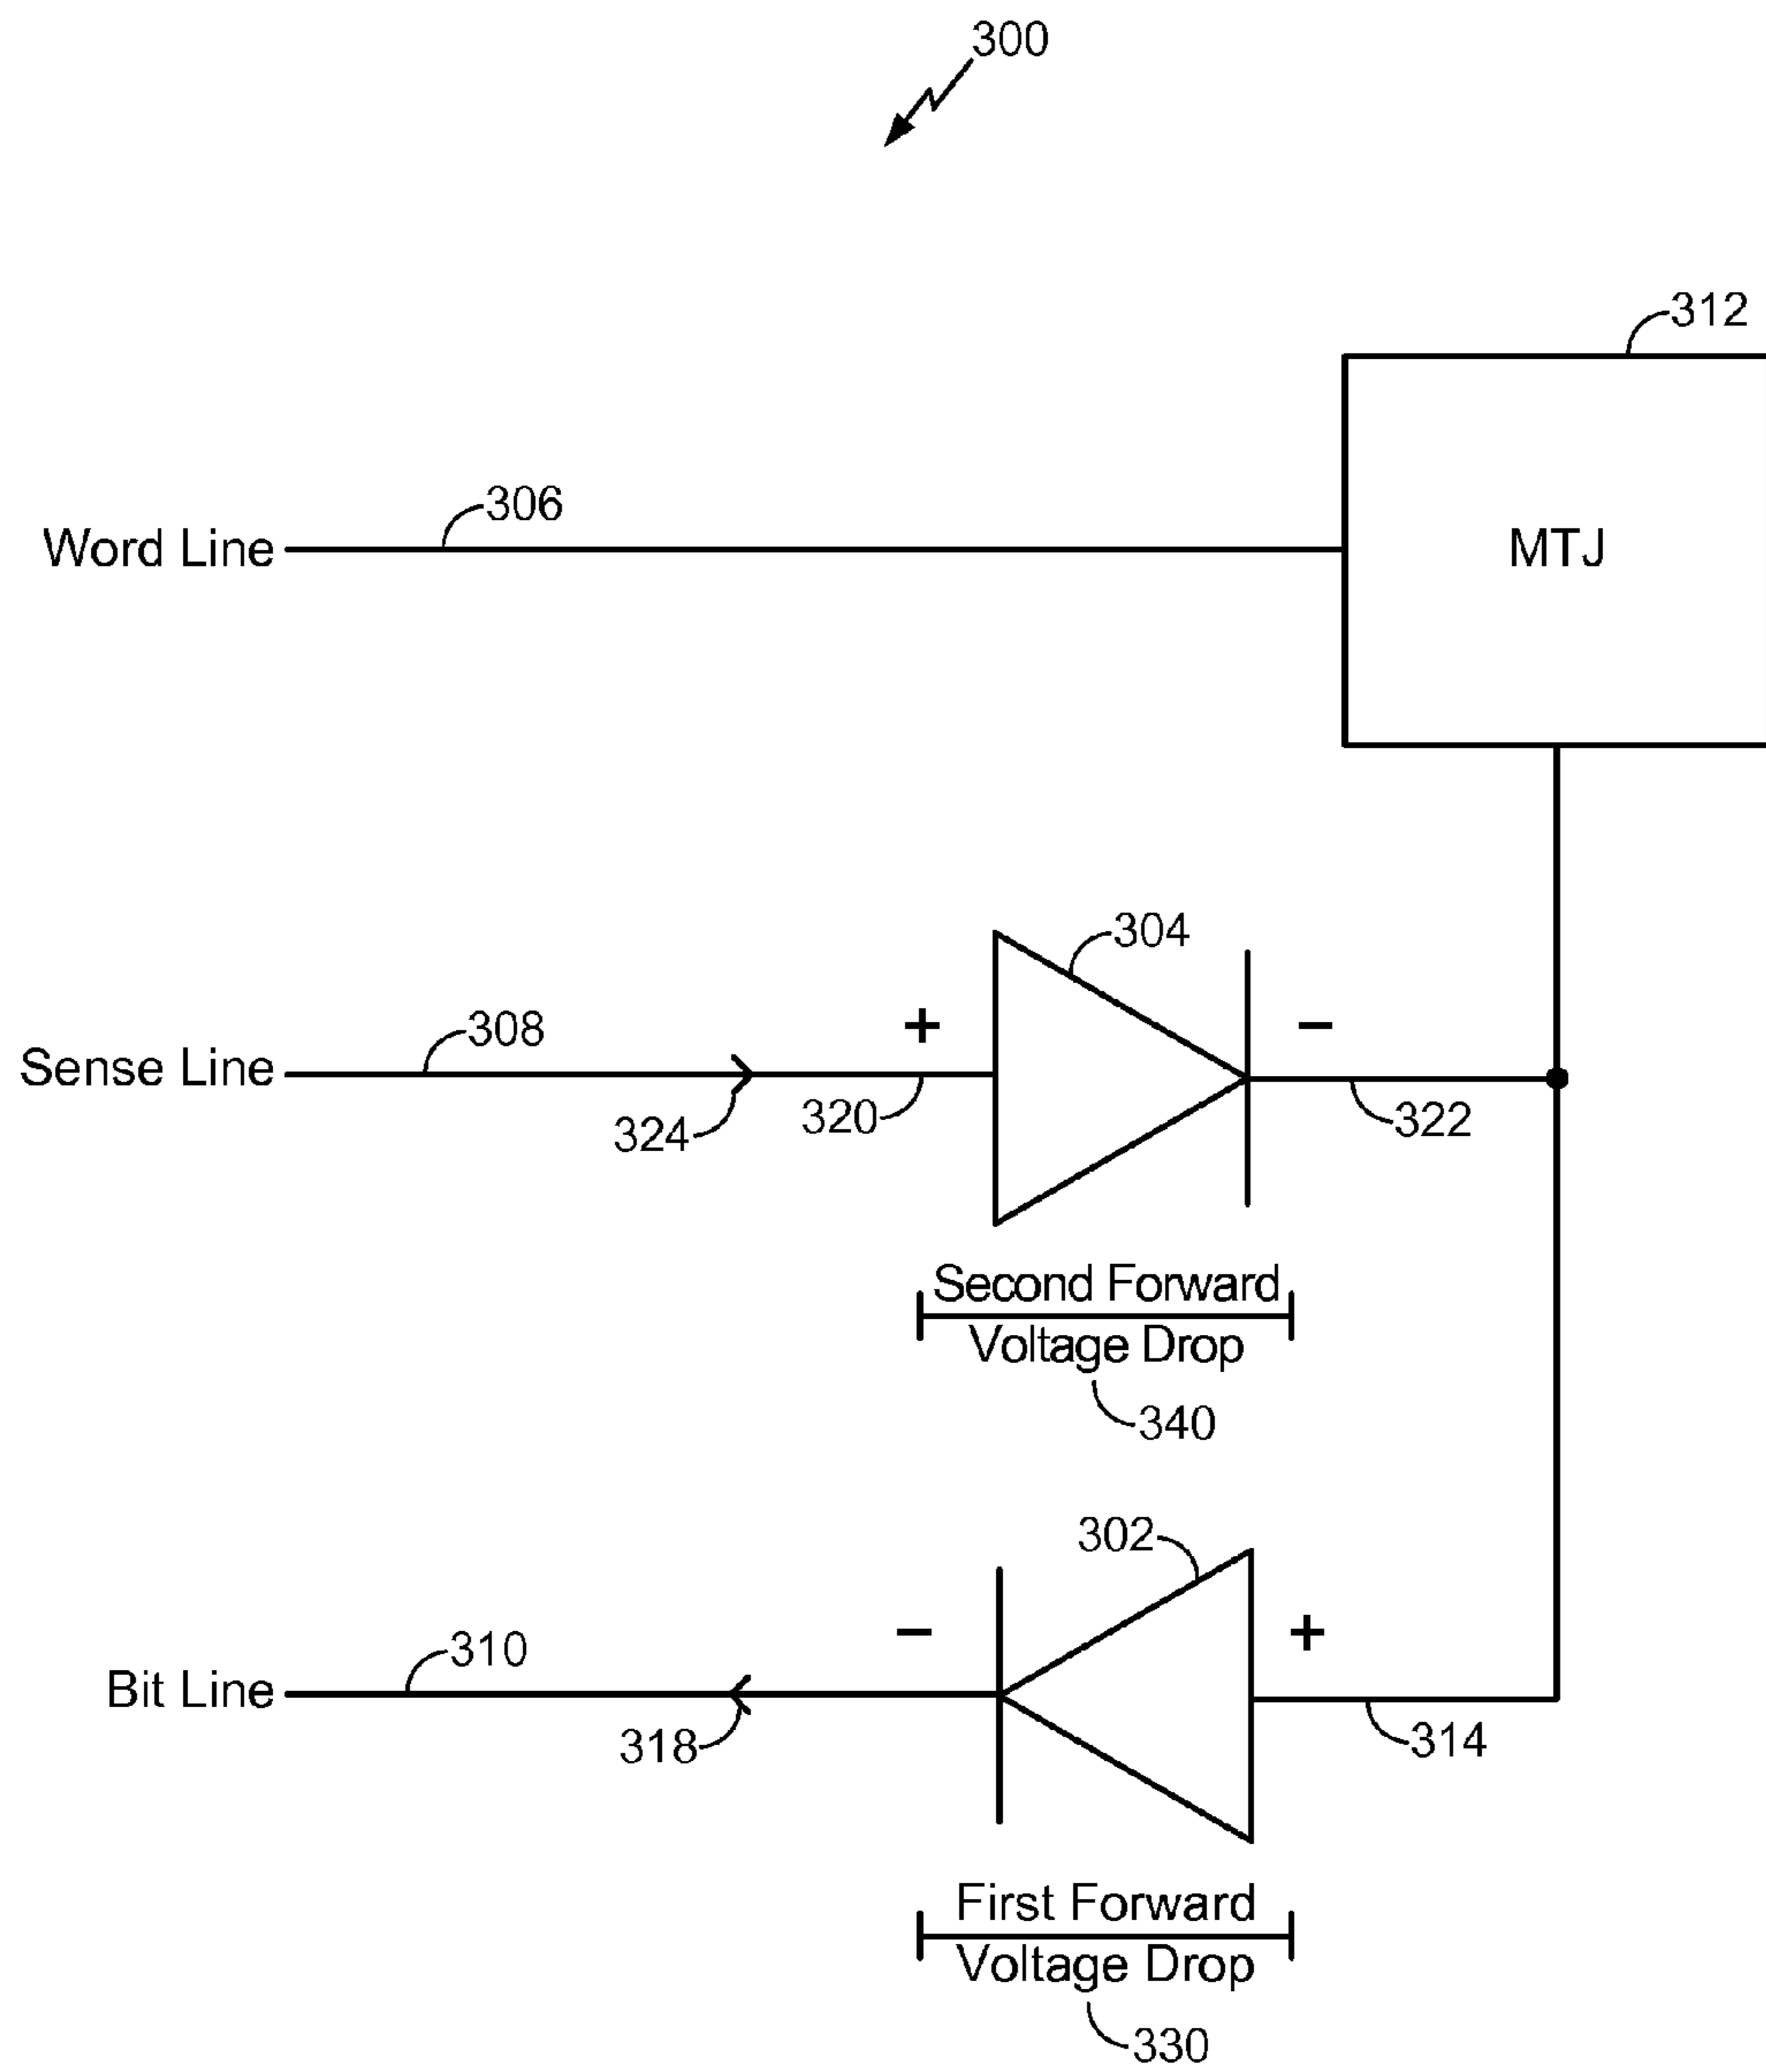 300
312
306
Word Line
MTJ
304
308
+
−
Sense Line
324
320
322
Second Forward
Voltage Drop
340
302
310
−
+
Bit Line
318
314
First Forward
Voltage Drop
330